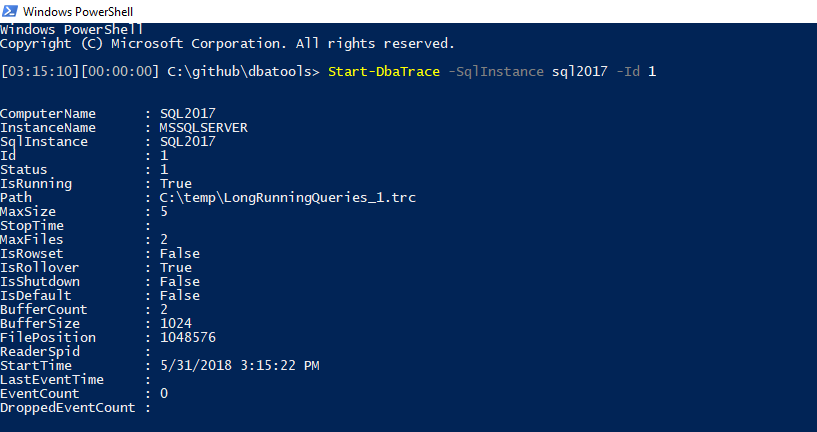 Windows PowerShell
Windows PowerShell
Copyright (C) Microsoft Corporation. All rights reserved.
[03:15:10][00:00:00] C:\github\dbatools> Start-DbaTrace -SqlInstance sql2017 -Id 1
ComputerName      : SQL2017
InstanceName      : MSSQLSERVER
SqlInstance       : SQL2017
Id                : 1
Status            : 1
IsRunning         : True
Path              : C:\temp\LongRunningQueries_1.trc
MaxSize           : 5
StopTime          :
MaxFiles          : 2
IsRowset          : False
IsRollover        : True
IsShutdown        : False
IsDefault         : False
BufferCount       : 2
BufferSize        : 1024
FilePosition      : 1048576
ReaderSpid        :
StartTime         : 5/31/2018 3:15:22 PM
LastEventTime     :
EventCount        : 0
DroppedEventCount :